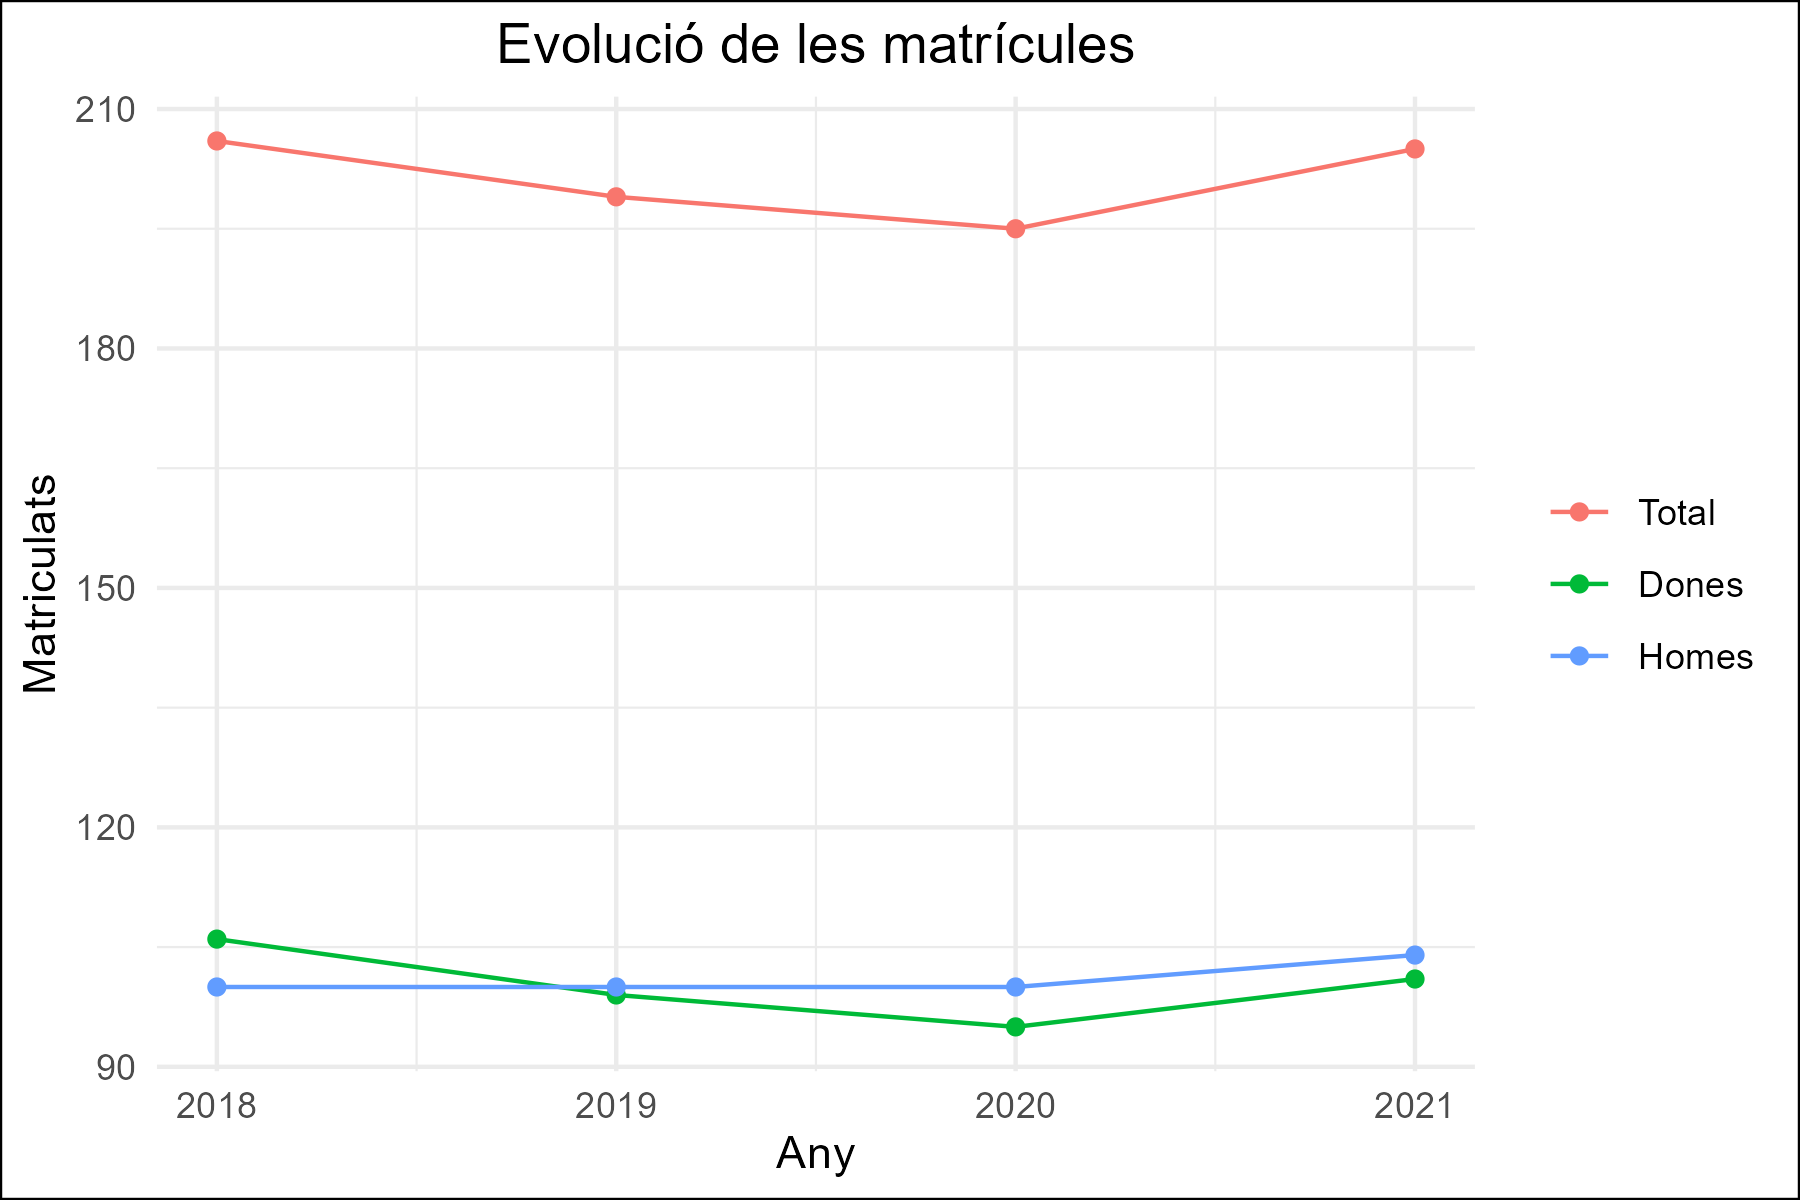 Evolució de les matrícules
210
180
150
120
90
Matriculats
2018 2019 2020 2021
Any
Total
Dones
Homes